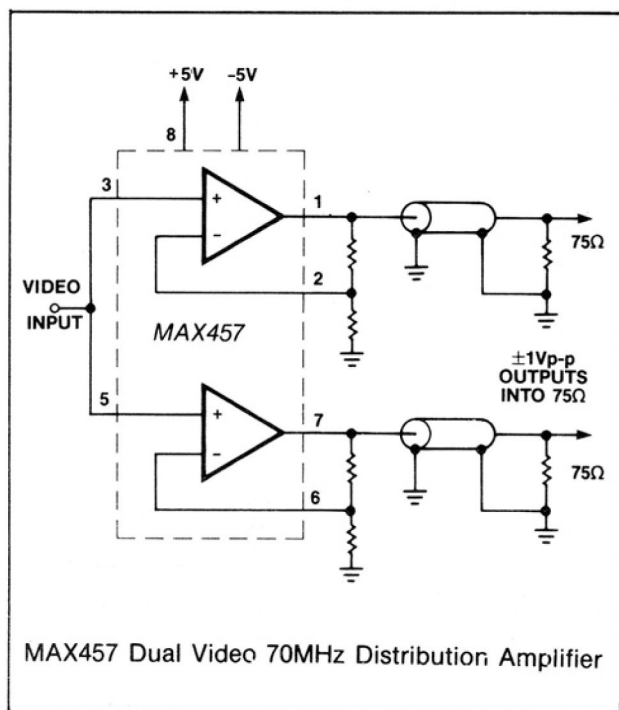 +5V -5V
8
3
1
+
-
75Ω
2
VIDEO
INPUT
MAX457
±1Vp-p
OUTPUTS
INTO 75Ω
5
7
+
-
75Ω
6
MAX457 Dual Video 70MHz Distribution Amplifier